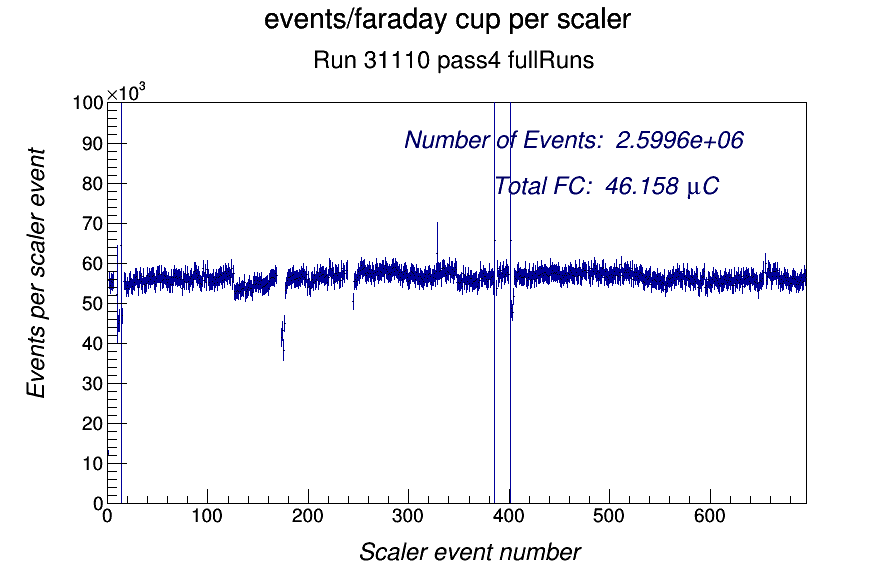 events/faraday cup per scaler
Run 31110 pass4 fullRuns
×10³
100
90
80
70
60
50
40
30
20
10
0
Number of Events: 2.5996e+06
Total FC: 46.158 μC
Events per scaler event
0 100 200 300 400 500 600
Scaler event number